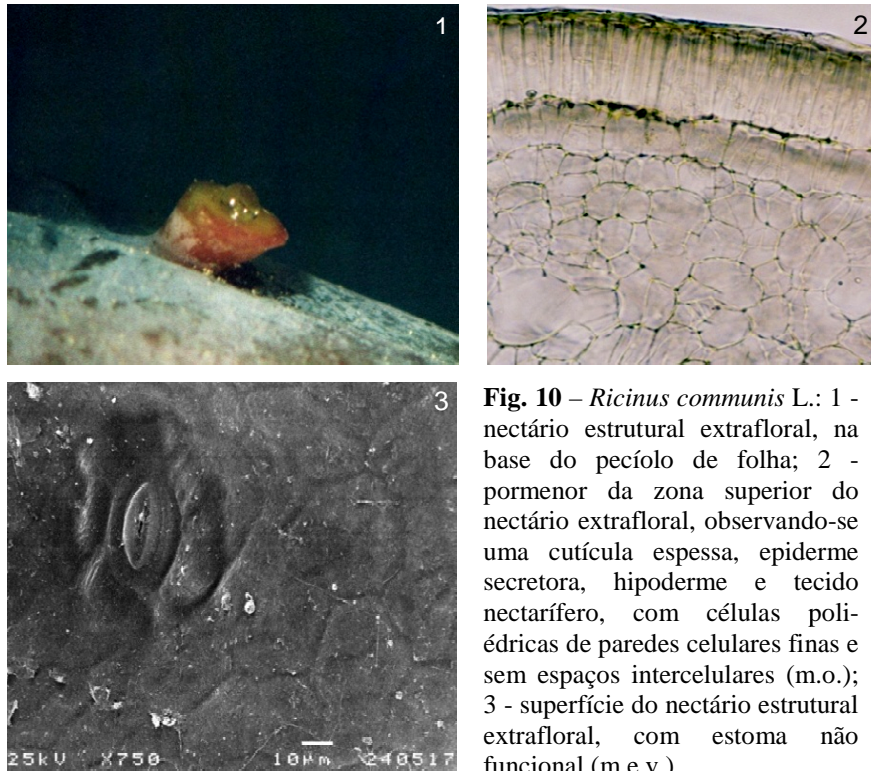 1
2
3
25kV X750 10µm 240517
Fig. 10 – Ricinus communis L.: 1 -
nectário estrutural extrafloral, na
base do pecíolo de folha; 2 -
pormenor da zona superior do
nectário extrafloral, observando-se
uma cutícula espessa, epiderme
secretora, hipoderme e tecido
nectarífero, com células poli-
édricas de paredes celulares finas e
sem espaços intercelulares (m.o.);
3 - superfície do nectário estrutural
extrafloral, com estoma não
funcional (m.e.v.)